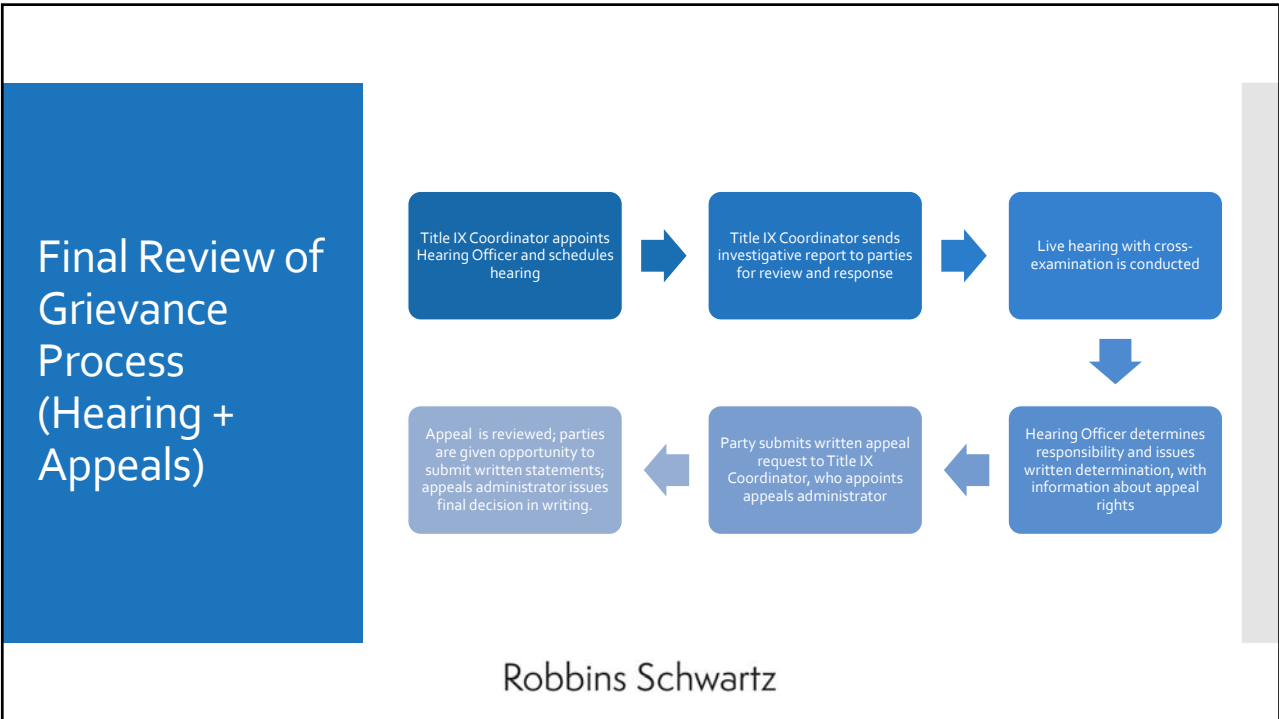 Final Review of
Grievance
Process
(Hearing +
Appeals)
Title IX Coordinator appoints
Hearing Officer and schedules
hearing
Title IX Coordinator sends
investigative report to parties
for review and response
Live hearing with cross-
examination is conducted
Hearing Officer determines
responsibility and issues
written determination, with
information about appeal
rights
Party submits written appeal
request to Title IX
Coordinator, who appoints
appeals administrator
Appeal is reviewed; parties
are given opportunity to
submit written statements;
appeals administrator issues
final decision in writing.
Robbins Schwartz